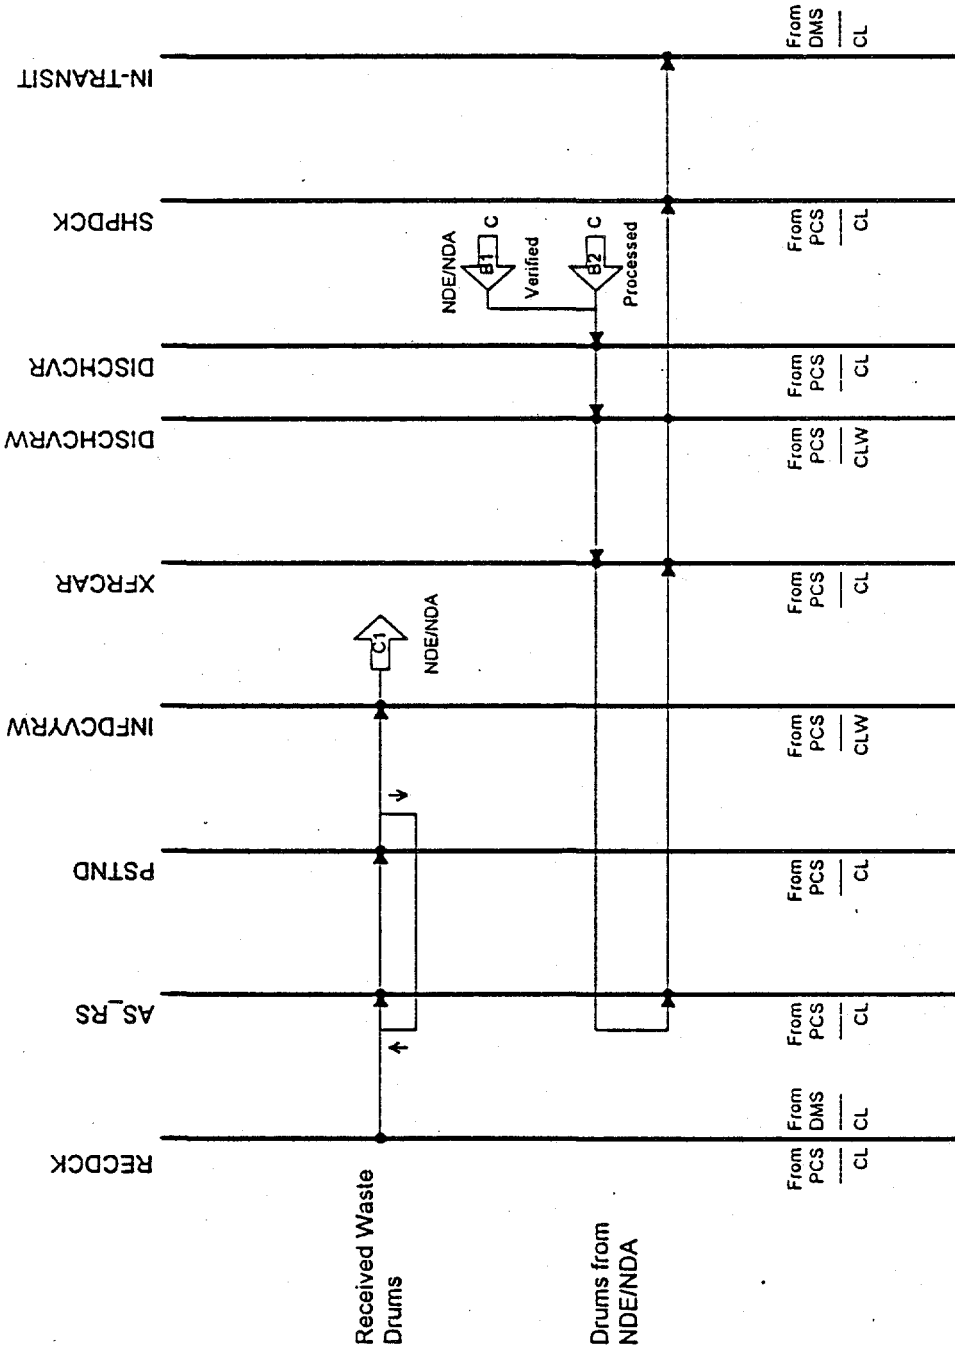 RECDCK
AS_RS
PSTND
INFDCVYRW
XFRCAR
DISCHCVRW
DISCHCVR
SHPDCK
IN-TRANSIT
Received Waste
Drums
C1
NDE/NDA
NDE/NDA
B1
C
Verified
Drums from
NDE/NDA
B2
C
Processed
From
PCS
CL
From
DMS
CL
From
PCS
CL
From
PCS
CL
From
PCS
CLW
From
PCS
CL
From
PCS
CLW
From
PCS
CL
From
PCS
CL
From
DMS
CL